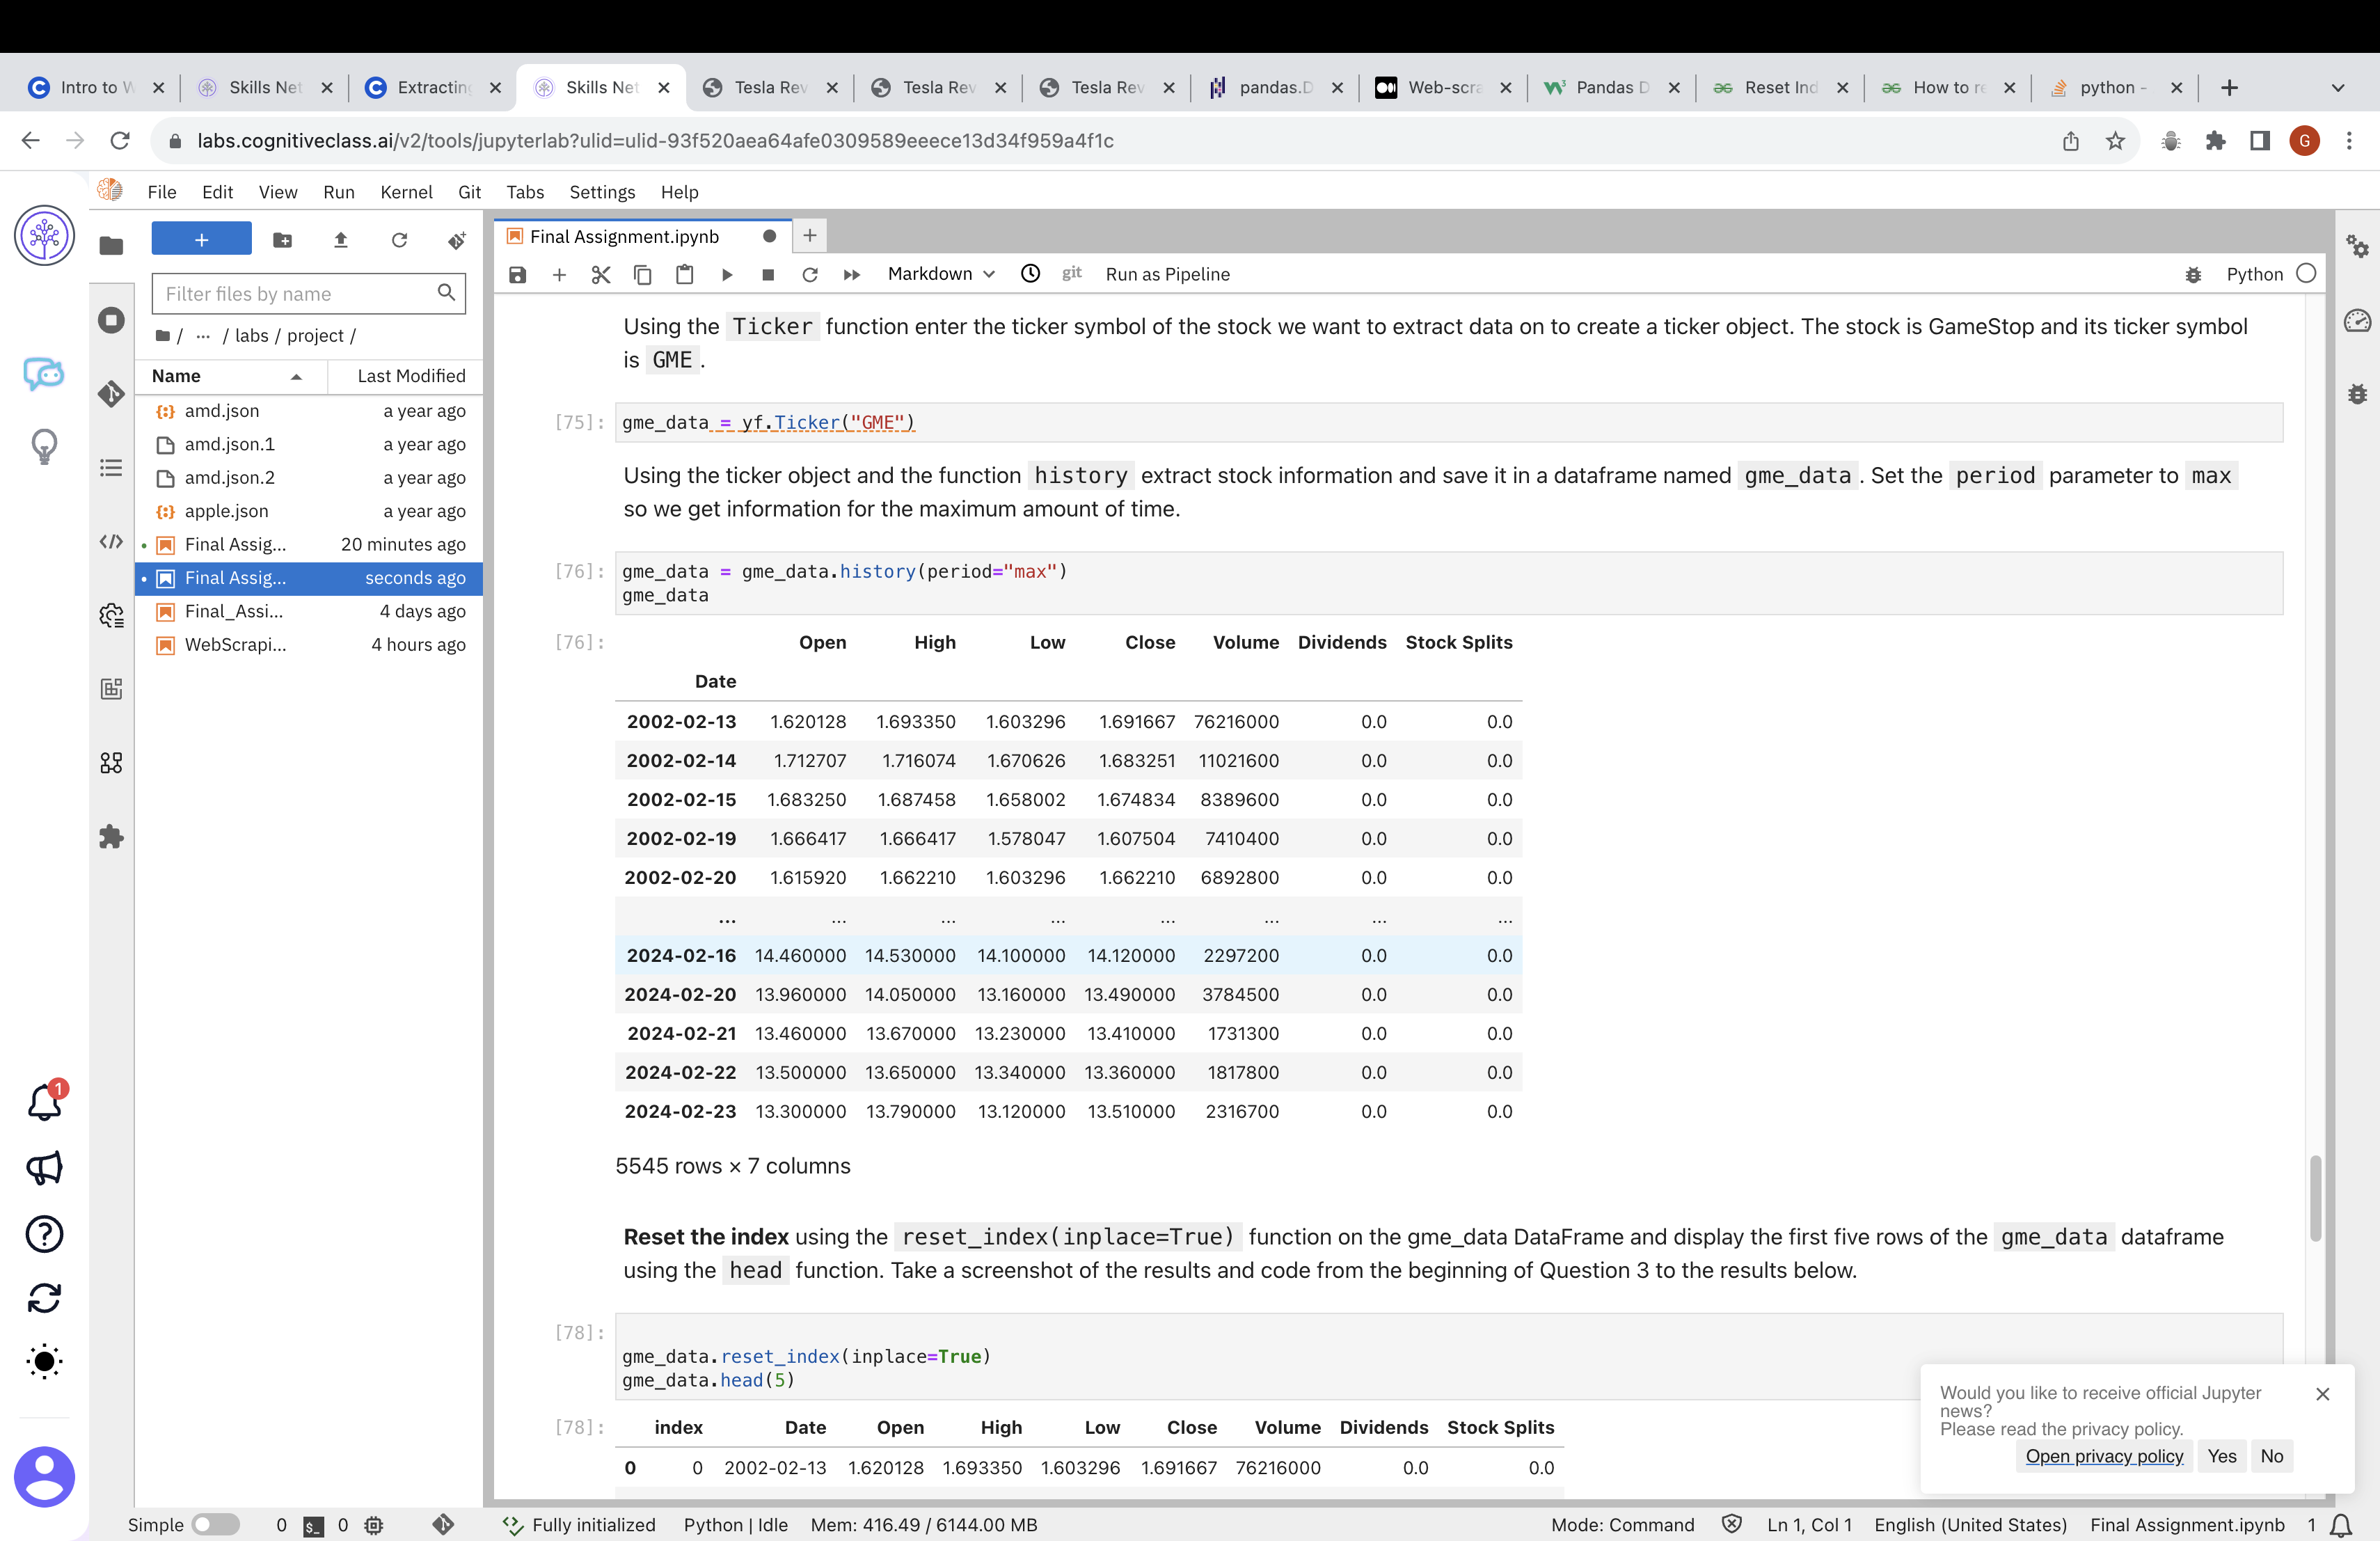 Intro to W
Skills Net
Extracting
Skills Net
Tesla Rev
Tesla Rev
Tesla Rev
pandas.D
Web-scra
Pandas D
Reset Ind
How to re
python -
labs.cognitiveclass.ai/v2/tools/jupyterlab?ulid=ulid-93f520aea64afe0309589eeece13d34f959a4f1c
G
File Edit View Run Kernel Git Tabs Settings Help
Final Assignment.ipynb
Markdown
git
Run as Pipeline
Python
Filter files by name
/ ... / labs / project /
Name Last Modified
amd.json a year ago
amd.json.1 a year ago
amd.json.2 a year ago
apple.json a year ago
Final Assig... 20 minutes ago
Final Assig... seconds ago
Final_Assi... 4 days ago
WebScrapi... 4 hours ago
1
Using the Ticker function enter the ticker symbol of the stock we want to extract data on to create a ticker object. The stock is GameStop and its ticker symbol
is GME .
[75]: gme_data = yf.Ticker("GME")
Using the ticker object and the function history extract stock information and save it in a dataframe named gme_data . Set the period parameter to max
so we get information for the maximum amount of time.
[76]: gme_data = gme_data.history(period="max")
gme_data
[76]: Open High Low Close Volume Dividends Stock Splits
Date
2002-02-13 1.620128 1.693350 1.603296 1.691667 76216000 0.0 0.0
2002-02-14 1.712707 1.716074 1.670626 1.683251 11021600 0.0 0.0
2002-02-15 1.683250 1.687458 1.658002 1.674834 8389600 0.0 0.0
2002-02-19 1.666417 1.666417 1.578047 1.607504 7410400 0.0 0.0
2002-02-20 1.615920 1.662210 1.603296 1.662210 6892800 0.0 0.0
... ... ... ... ... ... ... ...
2024-02-16 14.460000 14.530000 14.100000 14.120000 2297200 0.0 0.0
2024-02-20 13.960000 14.050000 13.160000 13.490000 3784500 0.0 0.0
2024-02-21 13.460000 13.670000 13.230000 13.410000 1731300 0.0 0.0
2024-02-22 13.500000 13.650000 13.340000 13.360000 1817800 0.0 0.0
2024-02-23 13.300000 13.790000 13.120000 13.510000 2316700 0.0 0.0
5545 rows × 7 columns
Reset the index using the reset_index(inplace=True) function on the gme_data DataFrame and display the first five rows of the gme_data dataframe
using the head function. Take a screenshot of the results and code from the beginning of Question 3 to the results below.
[78]:
gme_data.reset_index(inplace=True)
gme_data.head(5)
[78]: index Date Open High Low Close Volume Dividends Stock Splits
0 0 2002-02-13 1.620128 1.693350 1.603296 1.691667 76216000 0.0 0.0
Would you like to receive official Jupyter
news?
Please read the privacy policy.
Open privacy policy Yes No
Simple 0 $_ 0 Fully initialized Python | Idle Mem: 416.49 / 6144.00 MB Mode: Command Ln 1, Col 1 English (United States) Final Assignment.ipynb 1